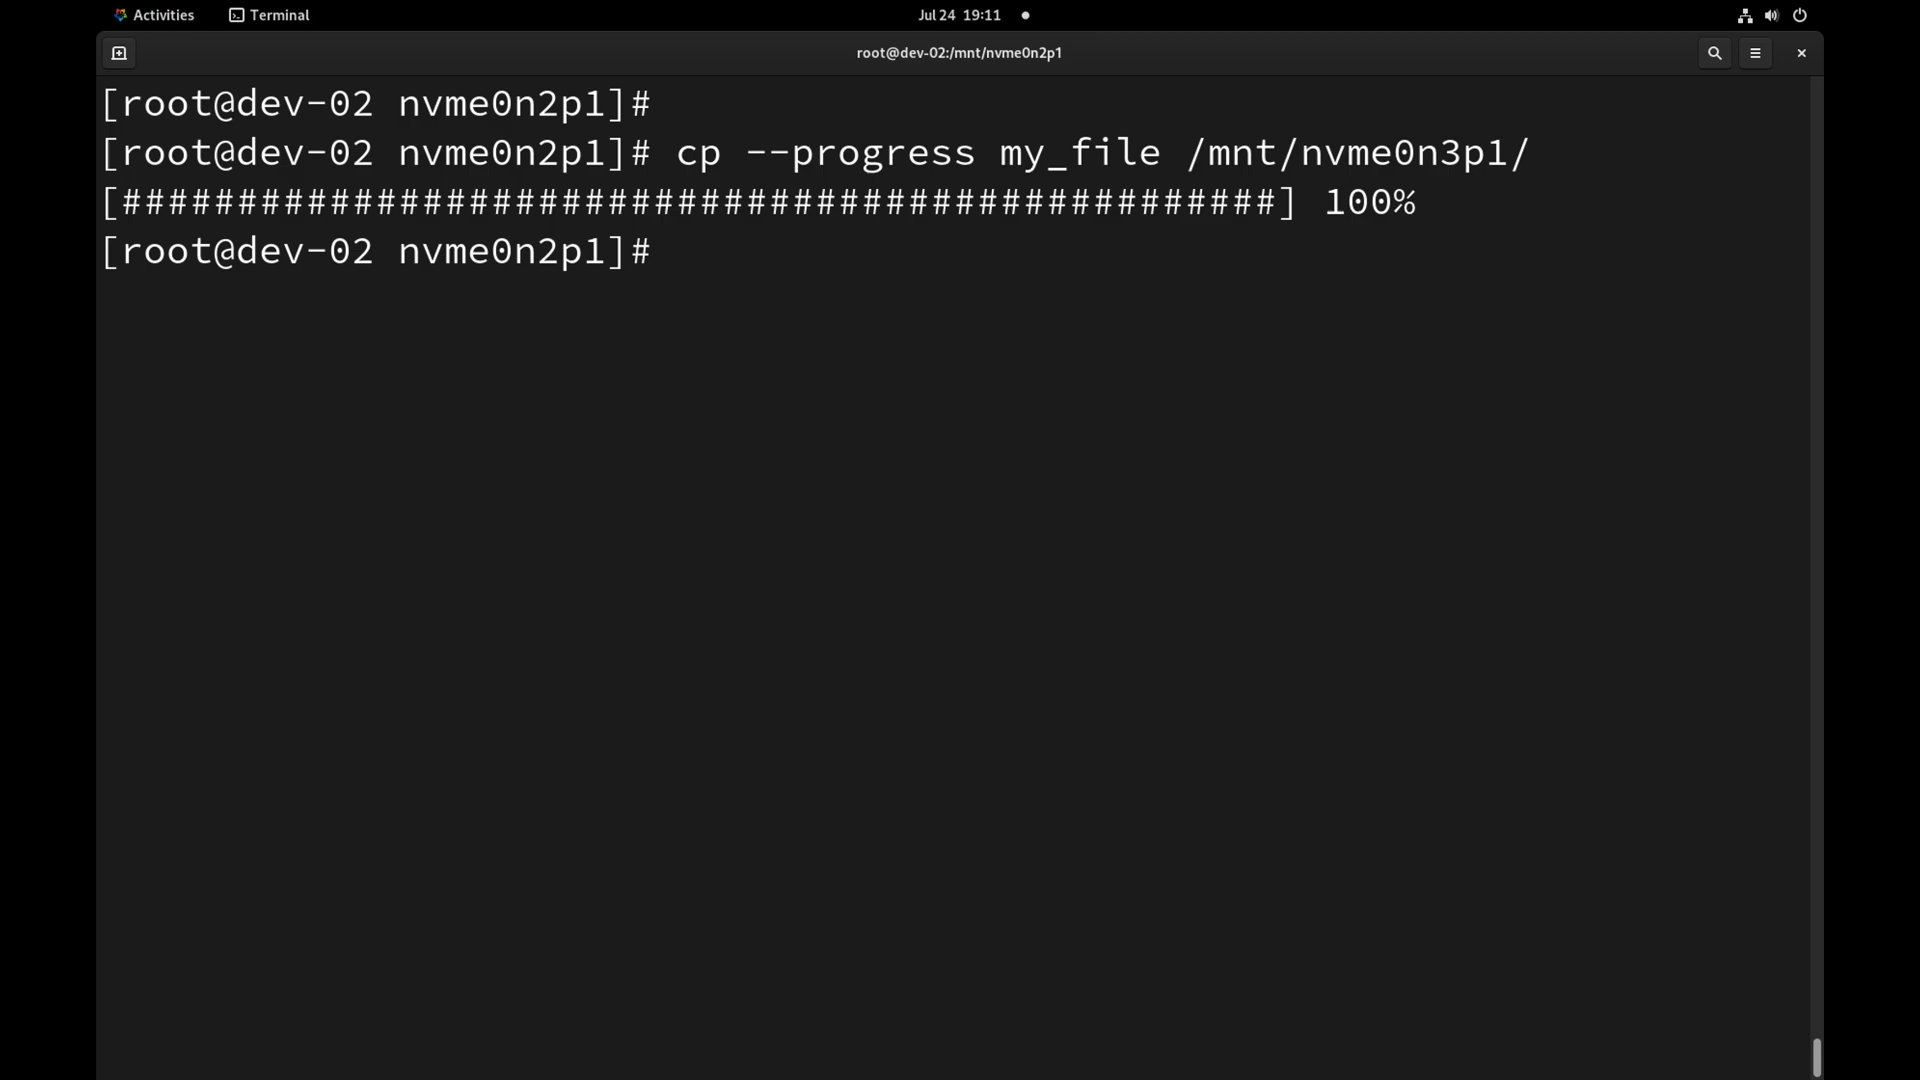 Activities Terminal Jul 24 19:11
root@dev-02:/mnt/nvme0n2p1
[root@dev-02 nvme0n2p1]#
[root@dev-02 nvme0n2p1]# cp --progress my_file /mnt/nvme0n3p1/
[##################################################] 100%
[root@dev-02 nvme0n2p1]#